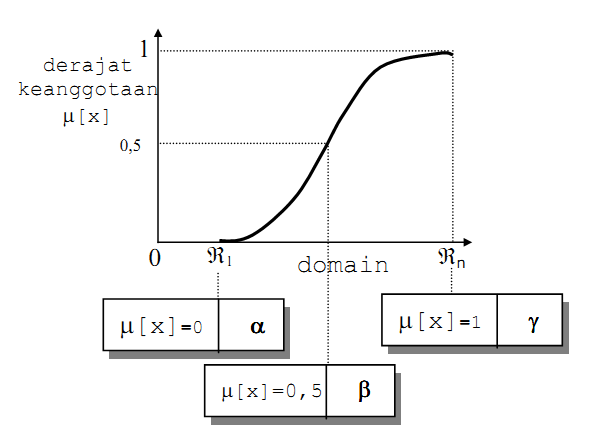 1
derajat
keanggotaan
μ[x]
0,5
0 ℜ1 domain ℜn
μ[x]=0 α
μ[x]=1 γ
μ[x]=0,5 β